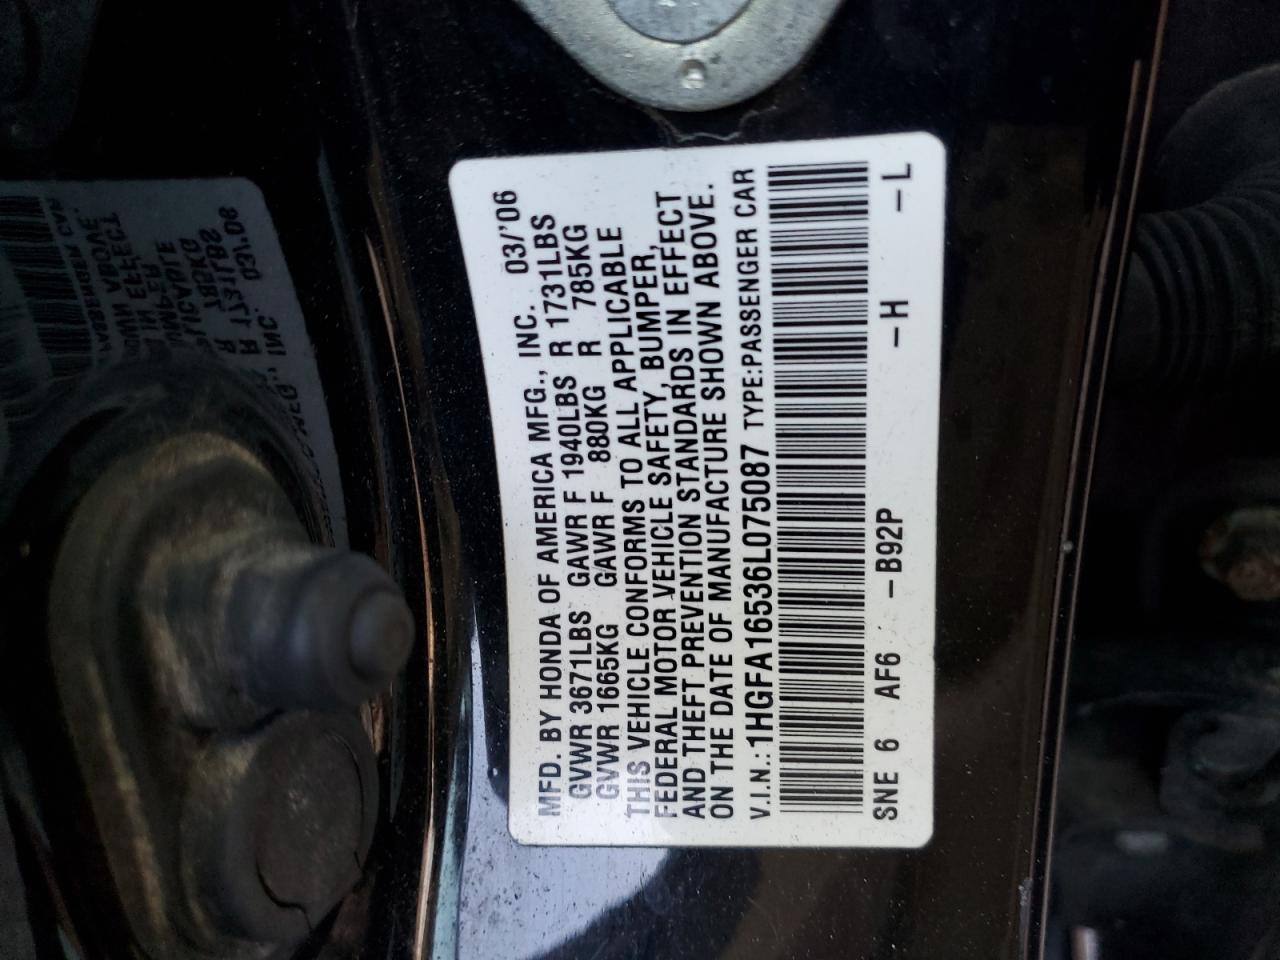 MFD. BY HONDA OF AMERICA MFG., INC. 03/'06
GVWR 3671LBS GAWR F 1940LBS R 1731LBS
GVWR 1665KG GAWR F 880KG R 785KG
THIS VEHICLE CONFORMS TO ALL APPLICABLE
FEDERAL MOTOR VEHICLE SAFETY, BUMPER,
AND THEFT PREVENTION STANDARDS IN EFFECT
ON THE DATE OF MANUFACTURE SHOWN ABOVE.
V.I.N.: 1HGFA16536L075087 TYPE:PASSENGER CAR
SNE 6 AF6 -B92P -H -L